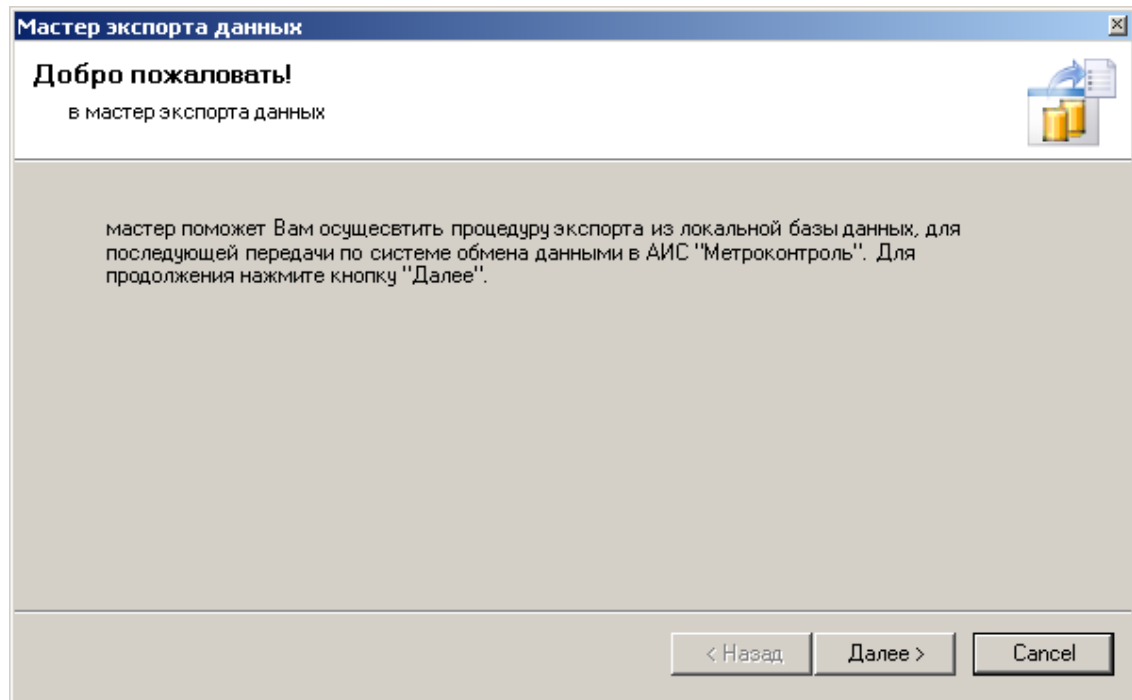 Мастер экспорта данных
Добро пожаловать!
в мастер экспорта данных
мастер поможет Вам осущесвтить процедуру экспорта из локальной базы данных, для
последующей передачи по системе обмена данными в АИС "Метроконтроль". Для
продолжения нажмите кнопку "Далее".
< Назад Далее > Cancel